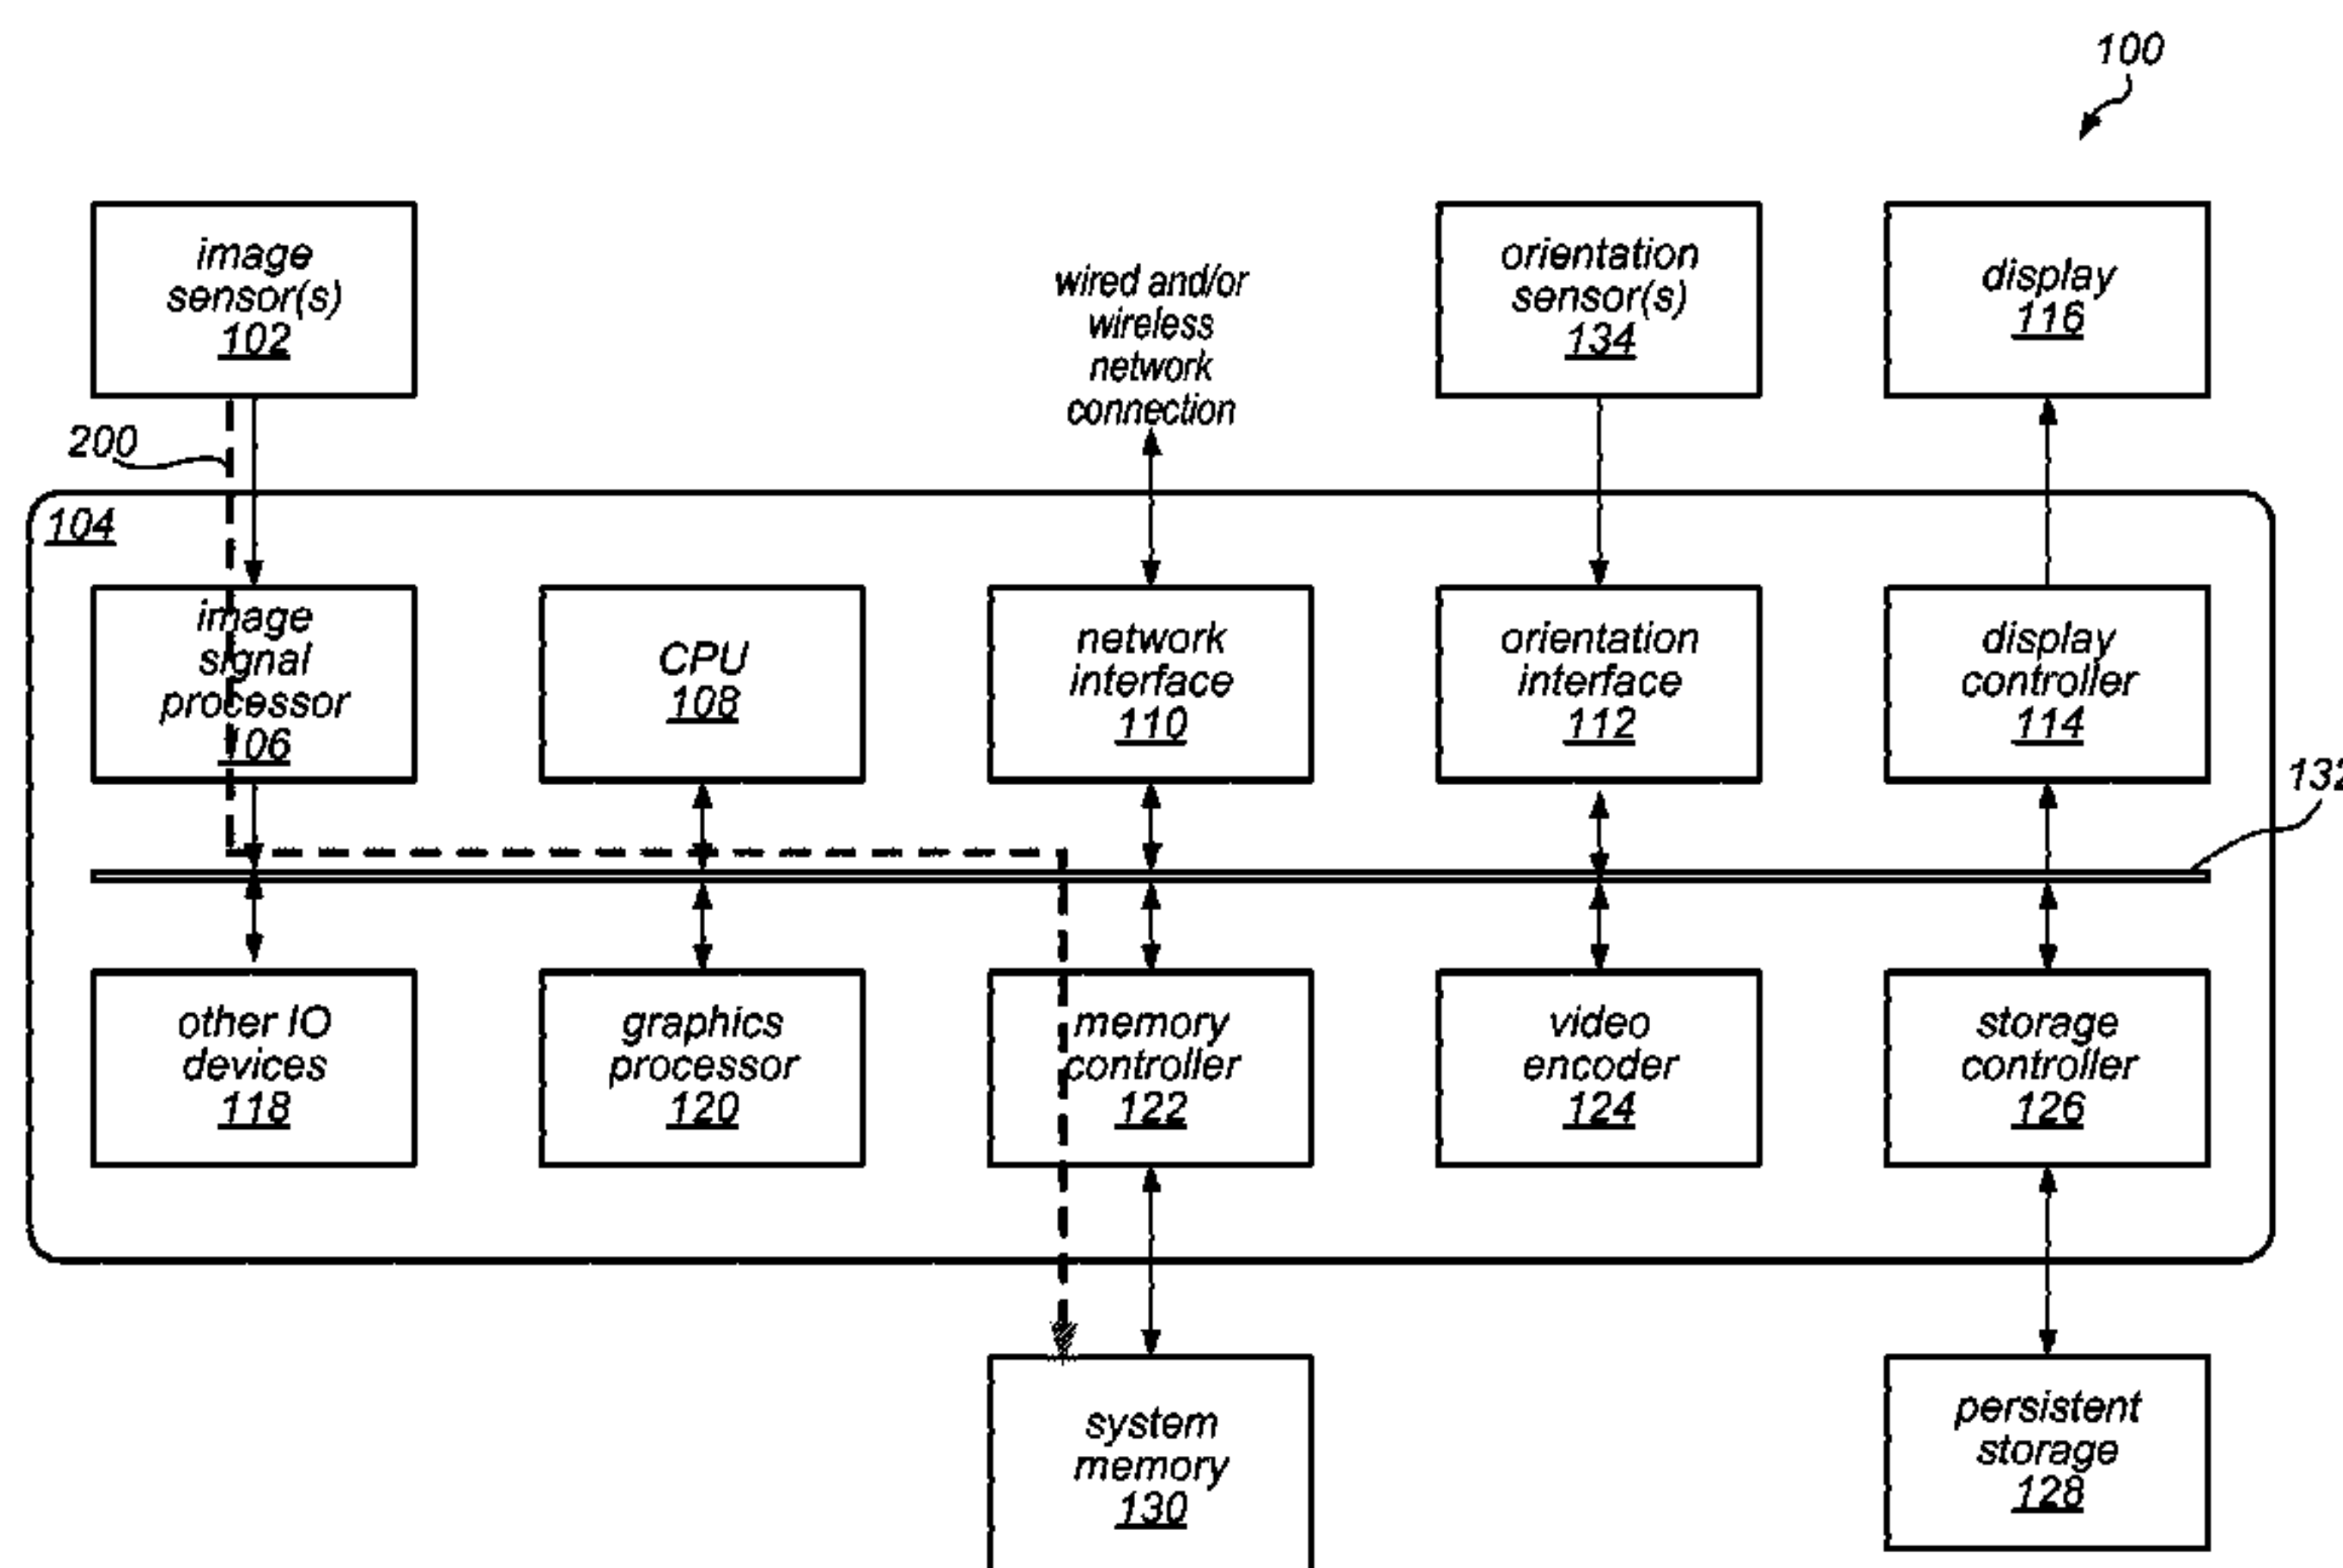 100
image
sensor(s)
102
wired and/or
wireless
network
connection
orientation
sensor(s)
134
display
116
200
104
image
signal
processor
106
CPU
108
network
interface
110
orientation
interface
112
display
controller
114
132
other IO
devices
118
graphics
processor
120
memory
controller
122
video
encoder
124
storage
controller
126
system
memory
130
persistent
storage
128